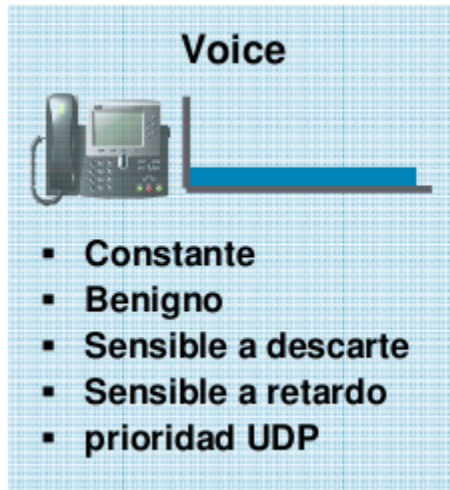 Voice
▪ Constante
▪ Benigno
▪ Sensible a descarte
▪ Sensible a retardo
▪ prioridad UDP